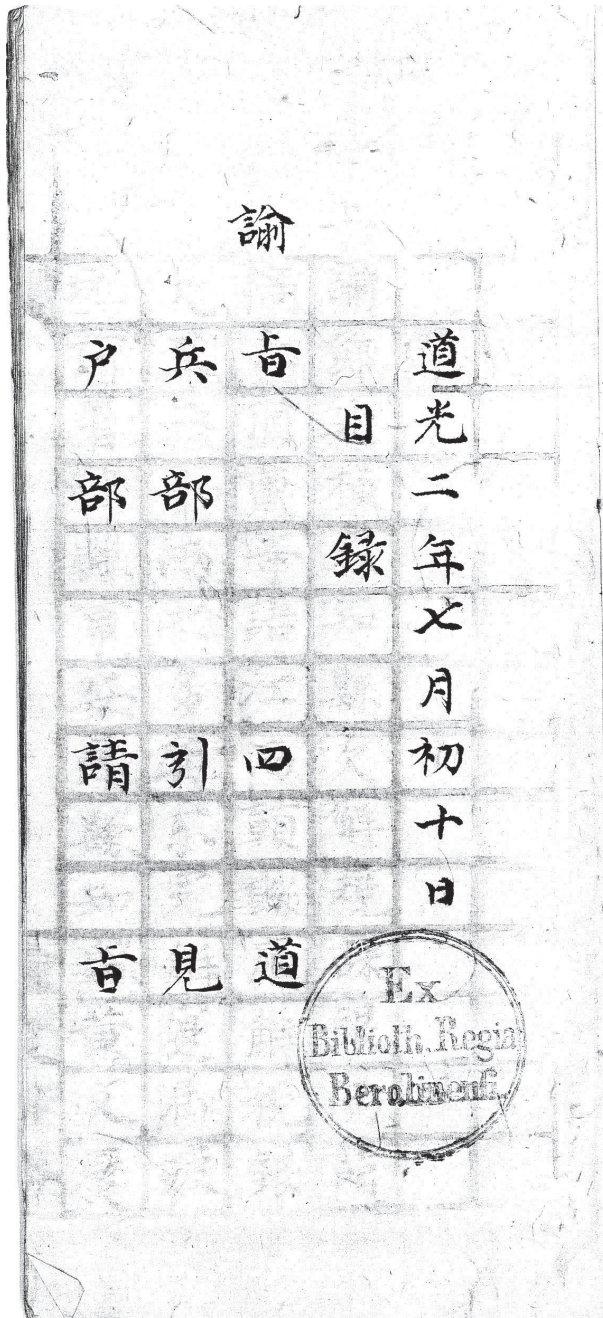 道光二年七月初十日
目錄
諭旨四道
兵部引見
戶部請旨
Ex
Biblioth. Regia
Berolinensi.